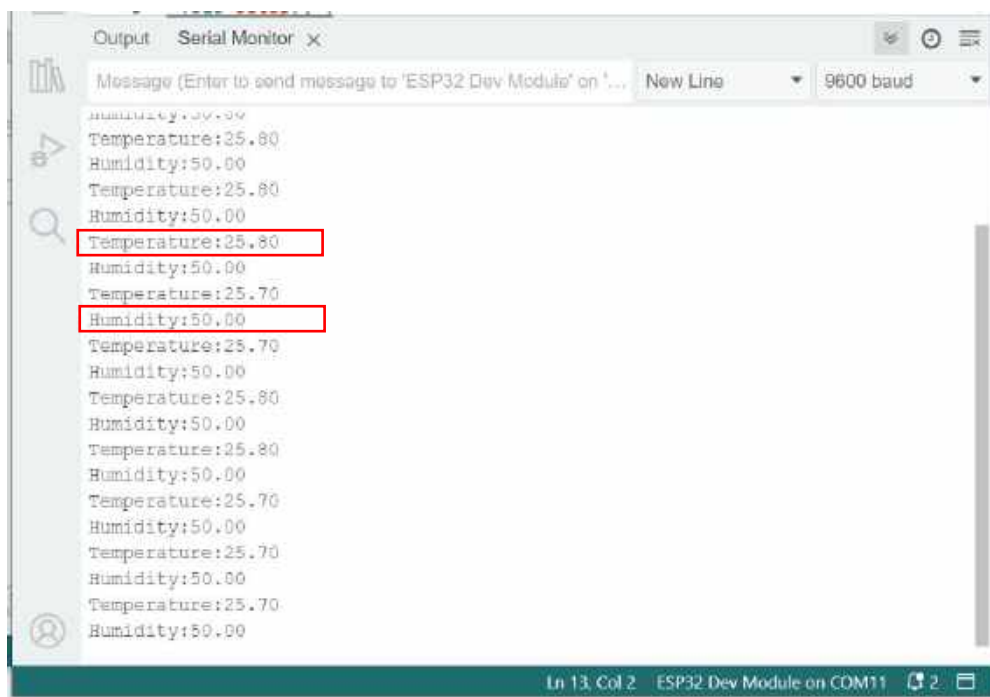 Output Serial Monitor ×
Message (Enter to send message to 'ESP32 Dev Module' on '... New Line 9600 baud
Temperature:25.80
Humidity:50.00
Temperature:25.80
Humidity:50.00
Temperature:25.80
Humidity:50.00
Temperature:25.70
Humidity:50.00
Temperature:25.70
Humidity:50.00
Temperature:25.80
Humidity:50.00
Temperature:25.80
Humidity:50.00
Temperature:25.70
Humidity:50.00
Temperature:25.70
Humidity:50.00
Temperature:25.70
Humidity:50.00
Ln 13, Col 2 ESP32 Dev Module on COM11 2